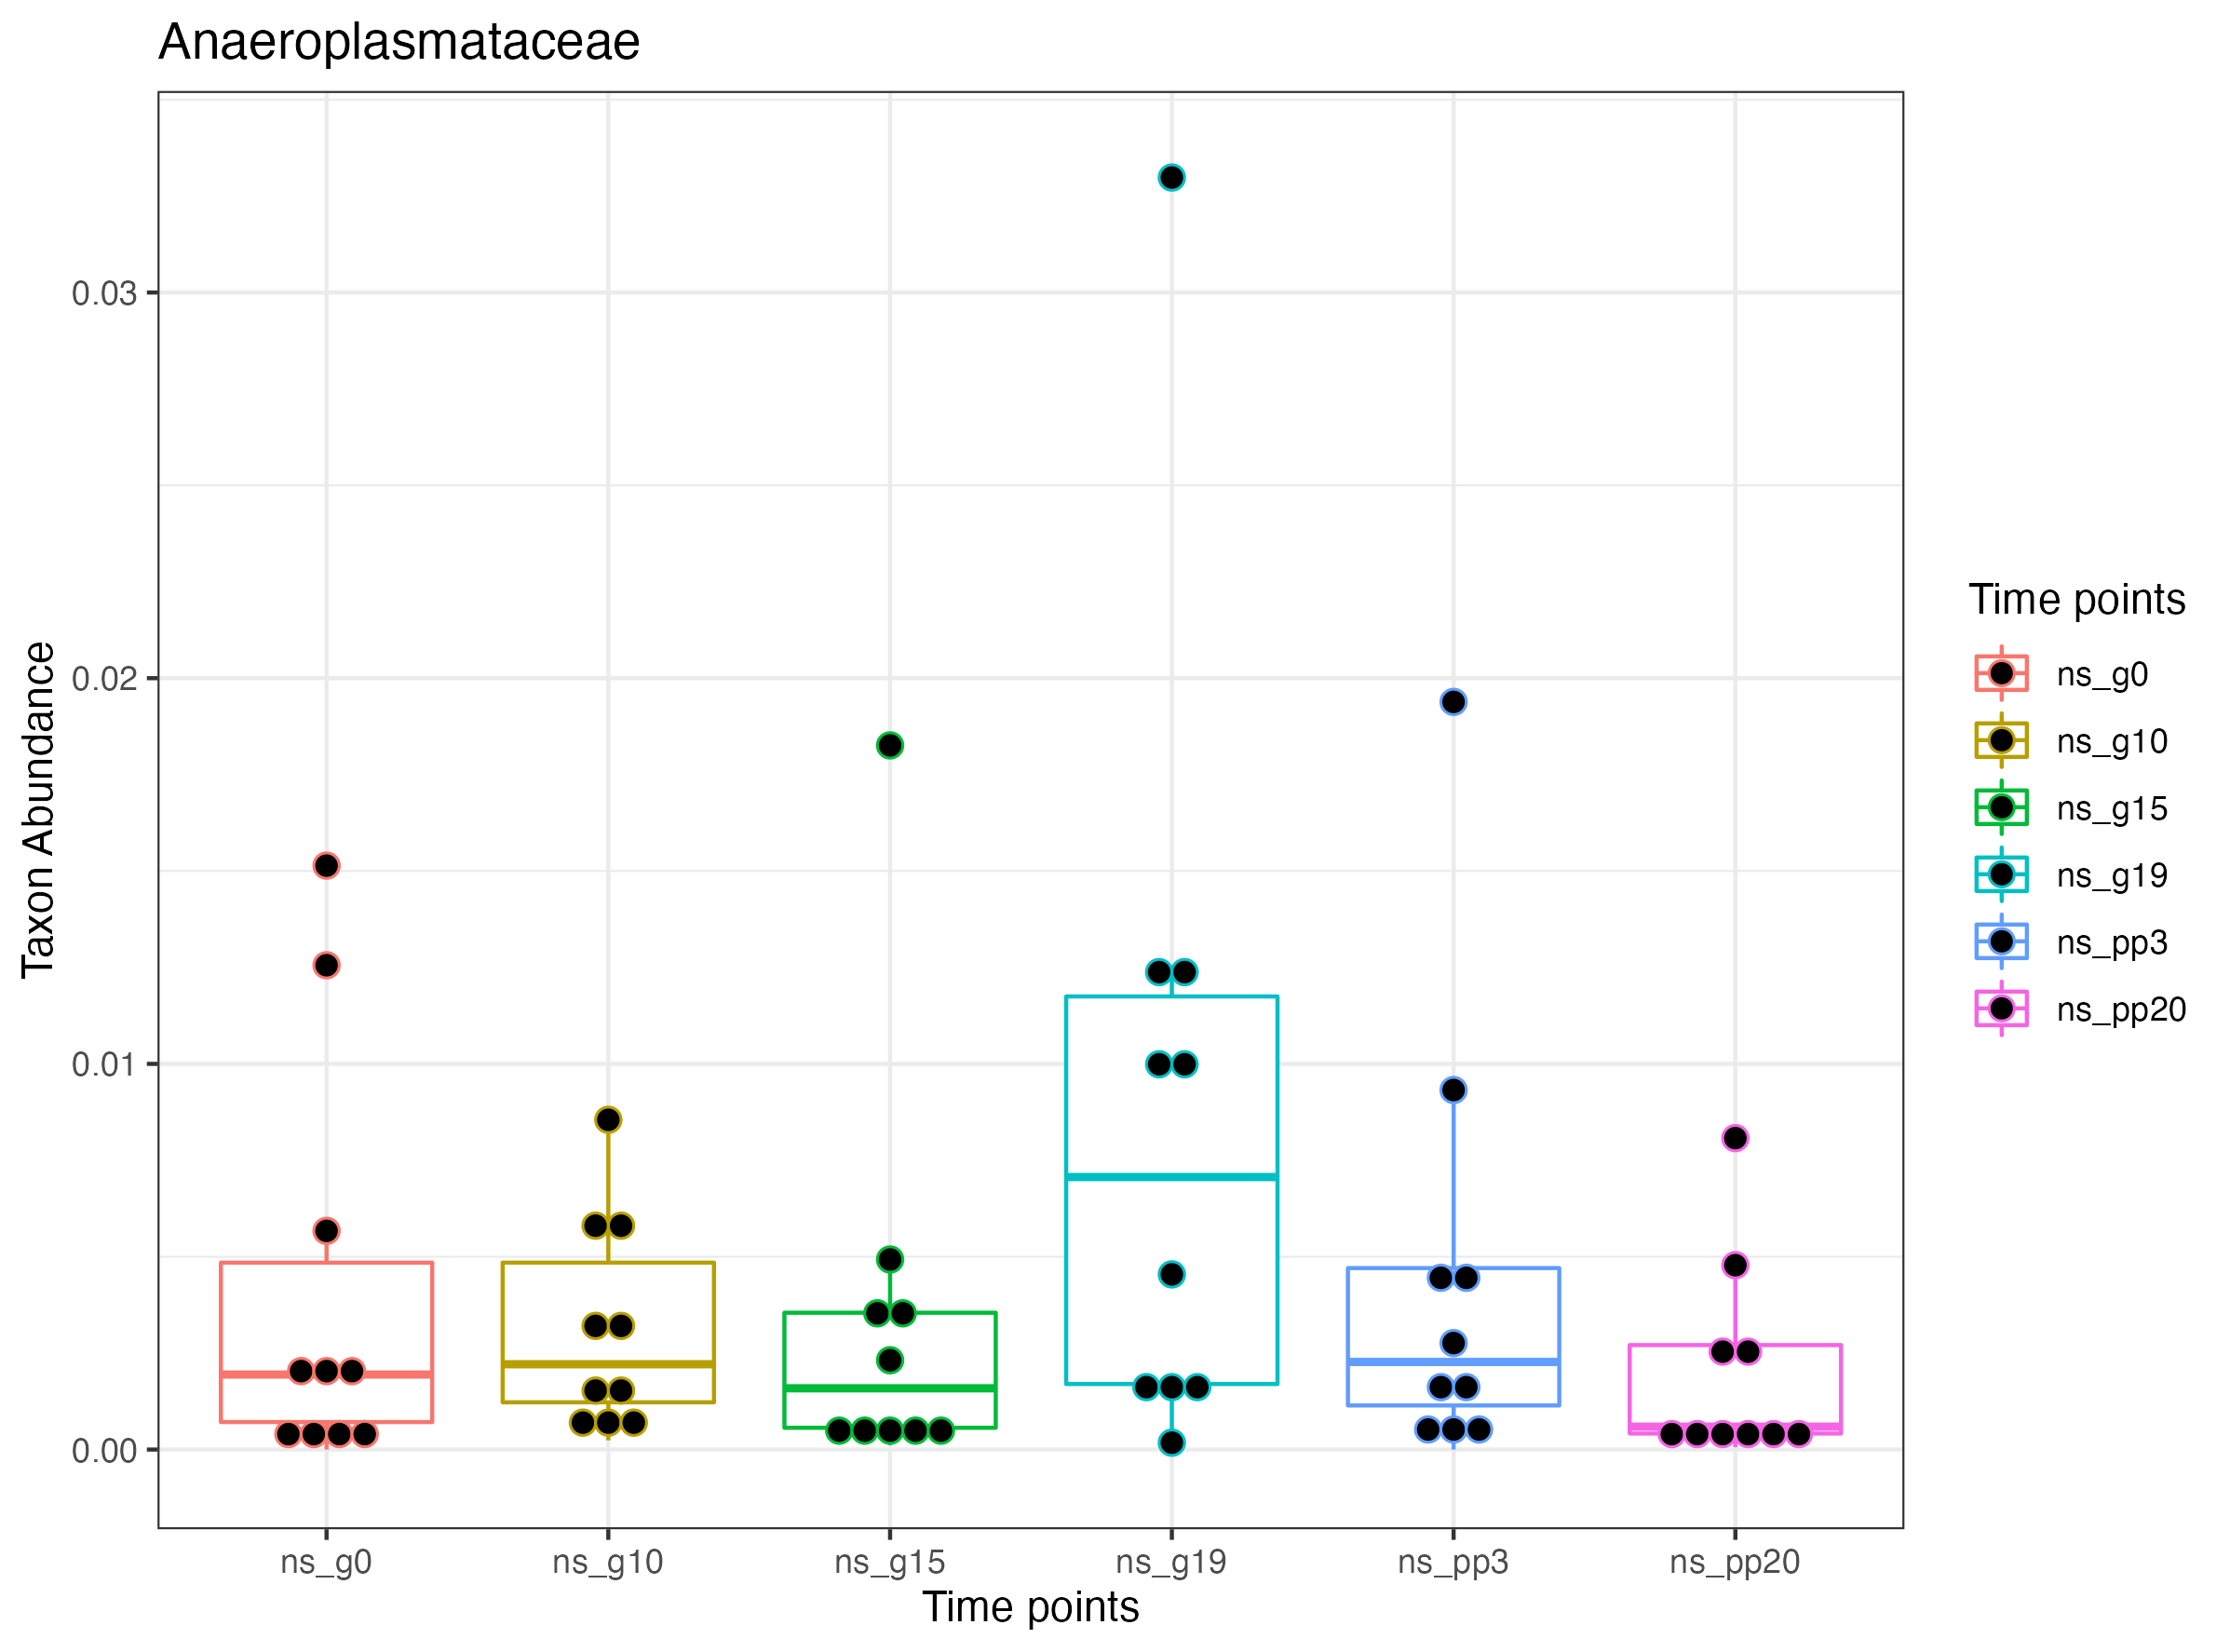 Anaeroplasmataceae
Taxon Abundance
0.03
0.02
0.01
0.00
ns_g0
ns_g10
ns_g15
ns_g19
ns_pp3
ns_pp20
Time points
Time points
ns_g0
ns_g10
ns_g15
ns_g19
ns_pp3
ns_pp20